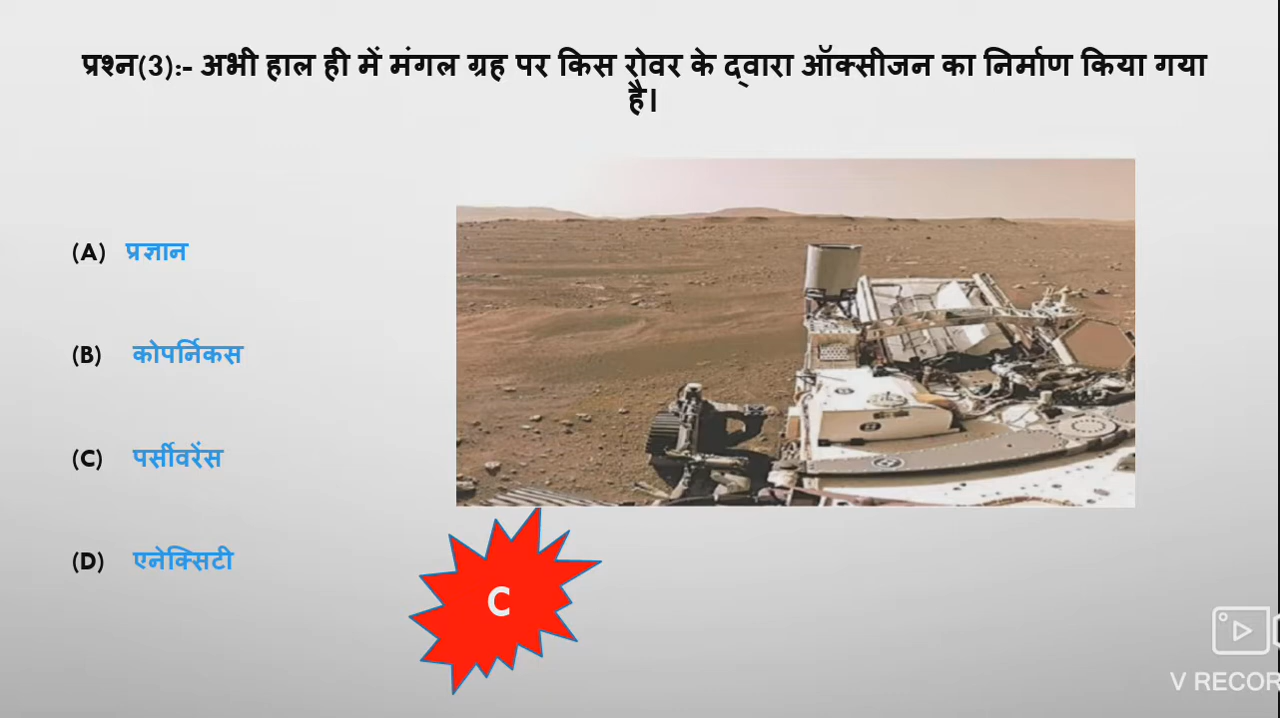 प्रश्न(3):- अभी हाल ही में मंगल ग्रह पर किस रोवर के द्वारा ऑक्सीजन का निर्माण किया गया
है।
(A) प्रज्ञान
(B) कोपर्निकस
(C) पर्सीवरेंस
(D) एनेक्सिटी
C
V RECOR